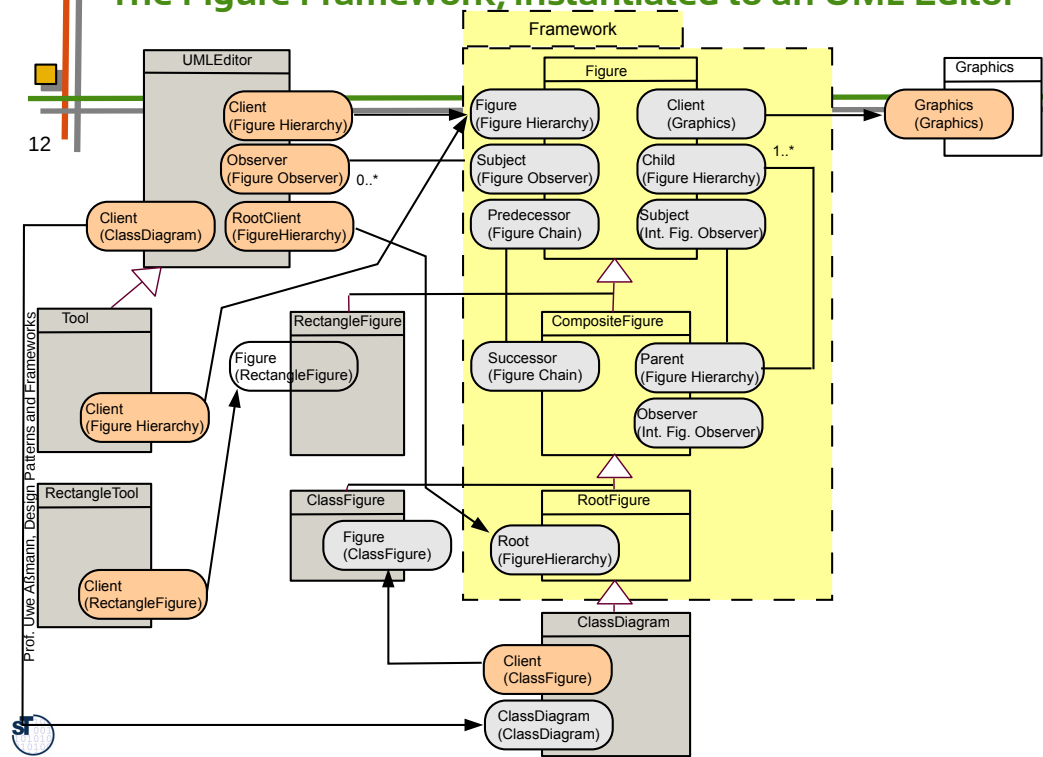 The Figure Framework, Instantiated to an UML Editor
Framework
UMLEditor
Figure
Graphics
Client
(Figure Hierarchy)
Figure
(Figure Hierarchy)
Client
(Graphics)
Graphics
(Graphics)
12
Observer
(Figure Observer)
0..*
Subject
(Figure Observer)
Child
(Figure Hierarchy)
1..*
Client
(ClassDiagram)
RootClient
(FigureHierarchy)
Predecessor
(Figure Chain)
Subject
(Int. Fig. Observer)
Tool
RectangleFigure
CompositeFigure
Figure
(RectangleFigure)
Successor
(Figure Chain)
Parent
(Figure Hierarchy)
Client
(Figure Hierarchy)
Observer
(Int. Fig. Observer)
RectangleTool
ClassFigure
RootFigure
Figure
(ClassFigure)
Root
(FigureHierarchy)
Client
(RectangleFigure)
ClassDiagram
Client
(ClassFigure)
ClassDiagram
(ClassDiagram)
Prof. Uwe Aßmann, Design Patterns and Frameworks
ST